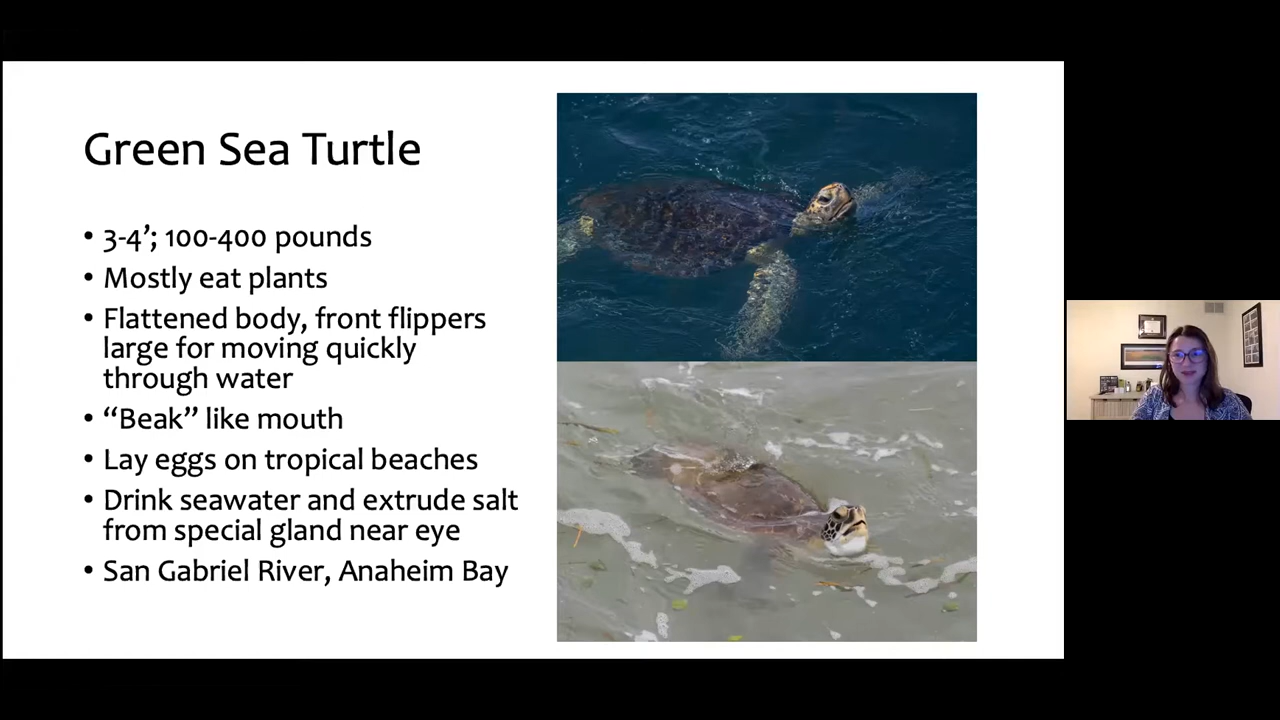 Green Sea Turtle
• 3-4’; 100-400 pounds
• Mostly eat plants
• Flattened body, front flippers
large for moving quickly
through water
• “Beak” like mouth
• Lay eggs on tropical beaches
• Drink seawater and extrude salt
from special gland near eye
• San Gabriel River, Anaheim Bay